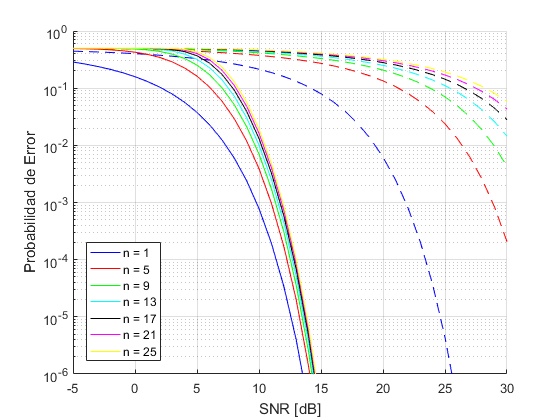 10^0
10^-1
10^-2
10^-3
10^-4
10^-5
10^-6
Probabilidad de Error
n = 1
n = 5
n = 9
n = 13
n = 17
n = 21
n = 25
-5 0 5 10 15 20 25 30
SNR [dB]